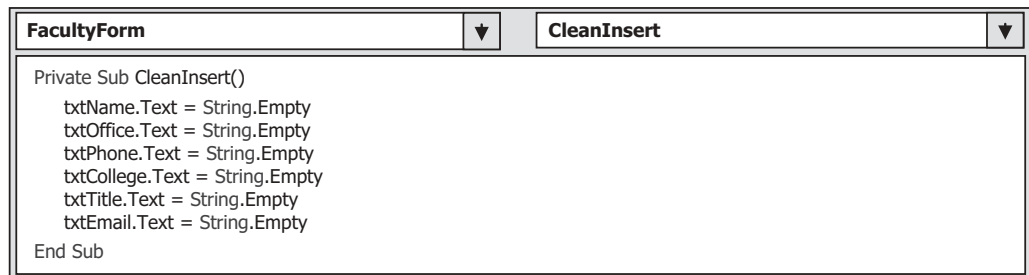 FacultyForm
CleanInsert
Private Sub CleanInsert()
txtName.Text = String.Empty
txtOffice.Text = String.Empty
txtPhone.Text = String.Empty
txtCollege.Text = String.Empty
txtTitle.Text = String.Empty
txtEmail.Text = String.Empty
End Sub